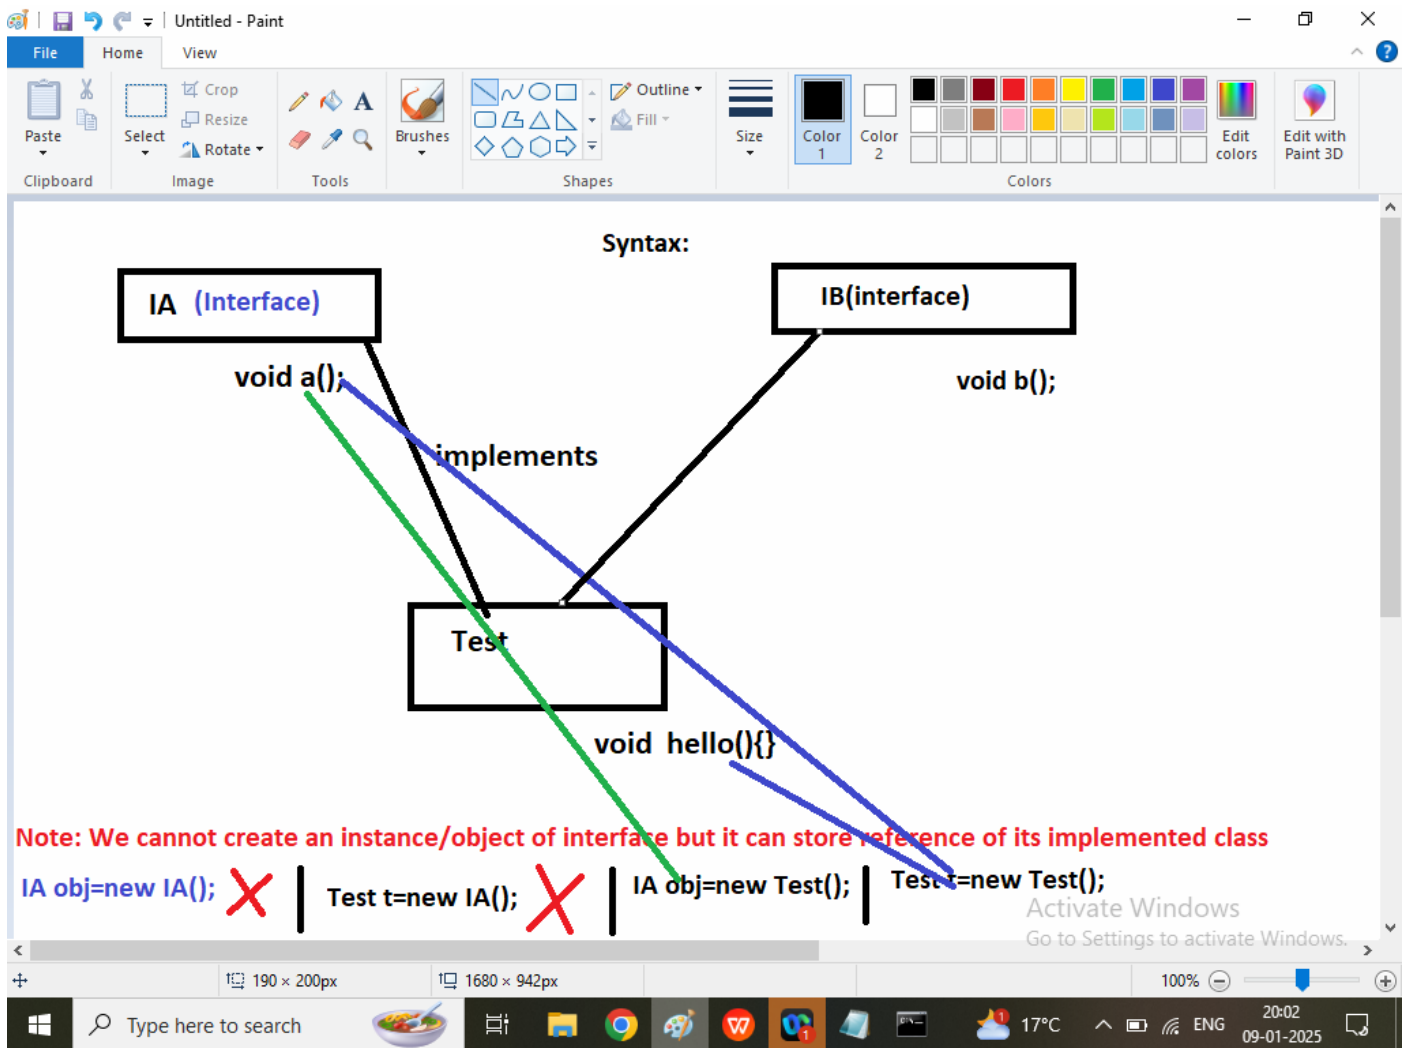 Untitled - Paint
File Home View
Paste
Clipboard
Select
Crop
Resize
Rotate
Image
Tools
Brushes
Shapes
Outline
Fill
Size
Color 1
Color 2
Edit colors
Colors
Edit with Paint 3D
Syntax:
IA (Interface)
IB(interface)
void a();
void b();
implements
Test
void hello(){}
Note: We cannot create an instance/object of interface but it can store reference of its implemented class
IA obj=new IA();
Test t=new IA();
IA obj=new Test();
Test t=new Test();
Activate Windows
Go to Settings to activate Windows.
190 × 200px
1680 × 942px
100%
Type here to search
1
1
17°C
ENG
20:02
09-01-2025